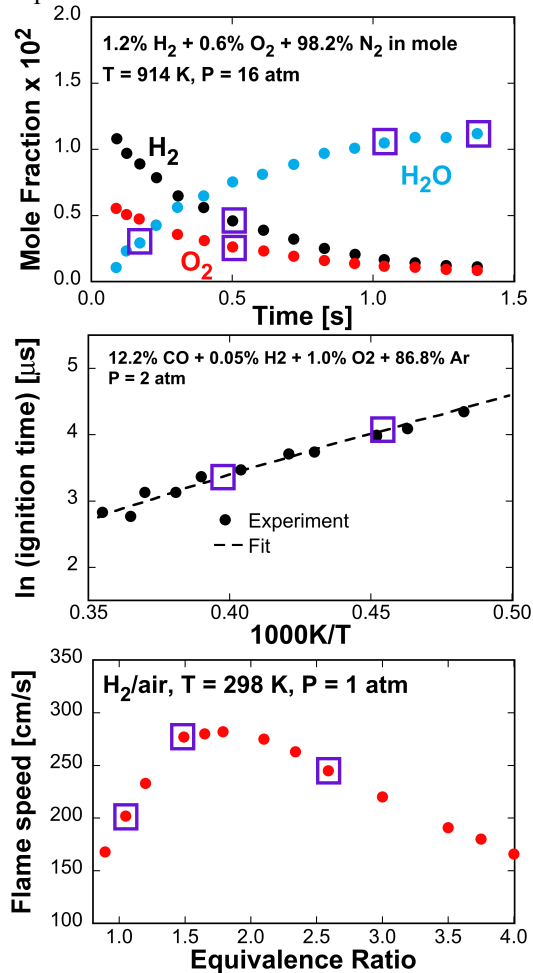 2.0
1.2% H2 + 0.6% O2 + 98.2% N2 in mole
T = 914 K, P = 16 atm
1.5
H2
1.0
H2O
0.5
O2
0.0
0.0 0.5 1.0 1.5
Mole Fraction x 10^2
Time [s]
5
12.2% CO + 0.05% H2 + 1.0% O2 + 86.8% Ar
P = 2 atm
4
3
Experiment
Fit
2
0.35 0.40 0.45 0.50
ln (ignition time) [μs]
1000K/T
350
H2/air, T = 298 K, P = 1 atm
300
250
200
150
100
1.0 1.5 2.0 2.5 3.0 3.5 4.0
Flame speed [cm/s]
Equivalence Ratio